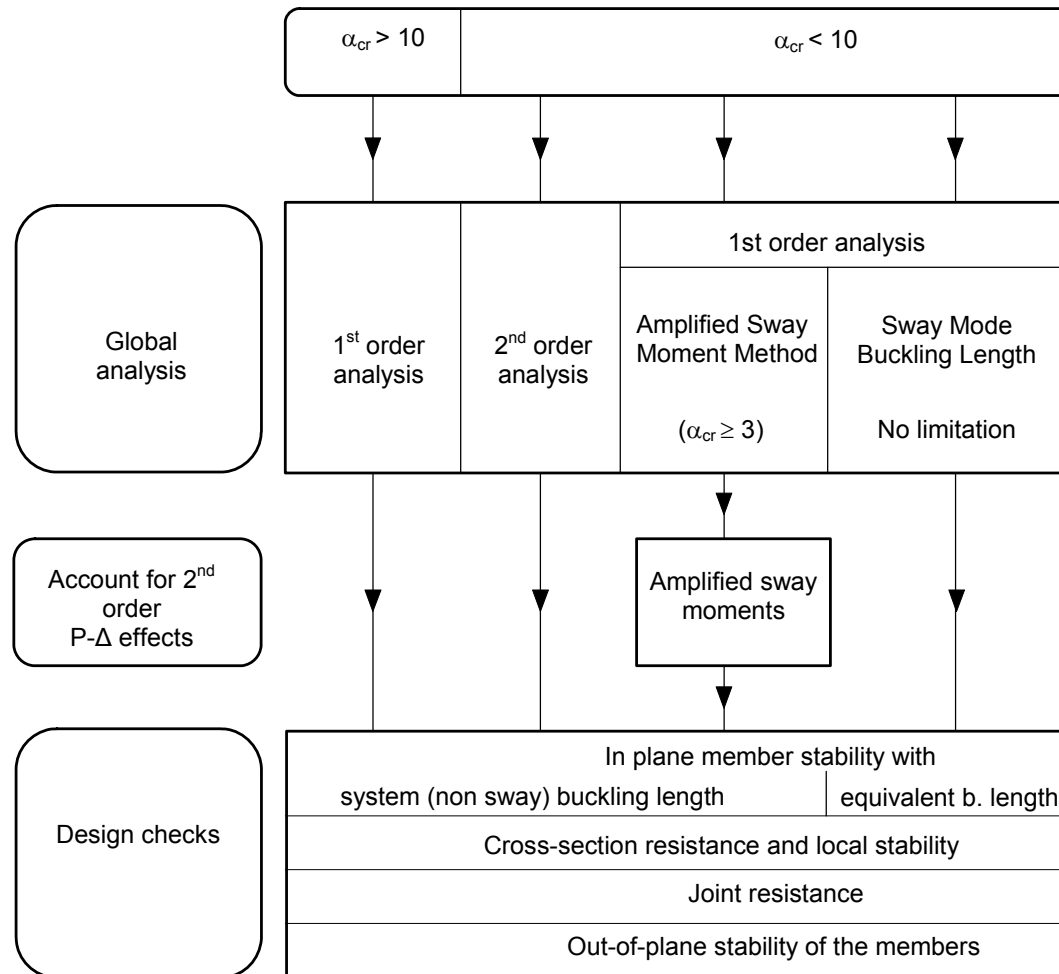 α_cr > 10
α_cr < 10
Global
analysis
1st order
analysis
2nd order
analysis
1st order analysis
Amplified Sway
Moment Method
(α_cr ≥ 3)
Sway Mode
Buckling Length
No limitation
Account for 2nd
order
P-Δ effects
Amplified sway
moments
Design checks
In plane member stability with
system (non sway) buckling length
equivalent b. length
Cross-section resistance and local stability
Joint resistance
Out-of-plane stability of the members